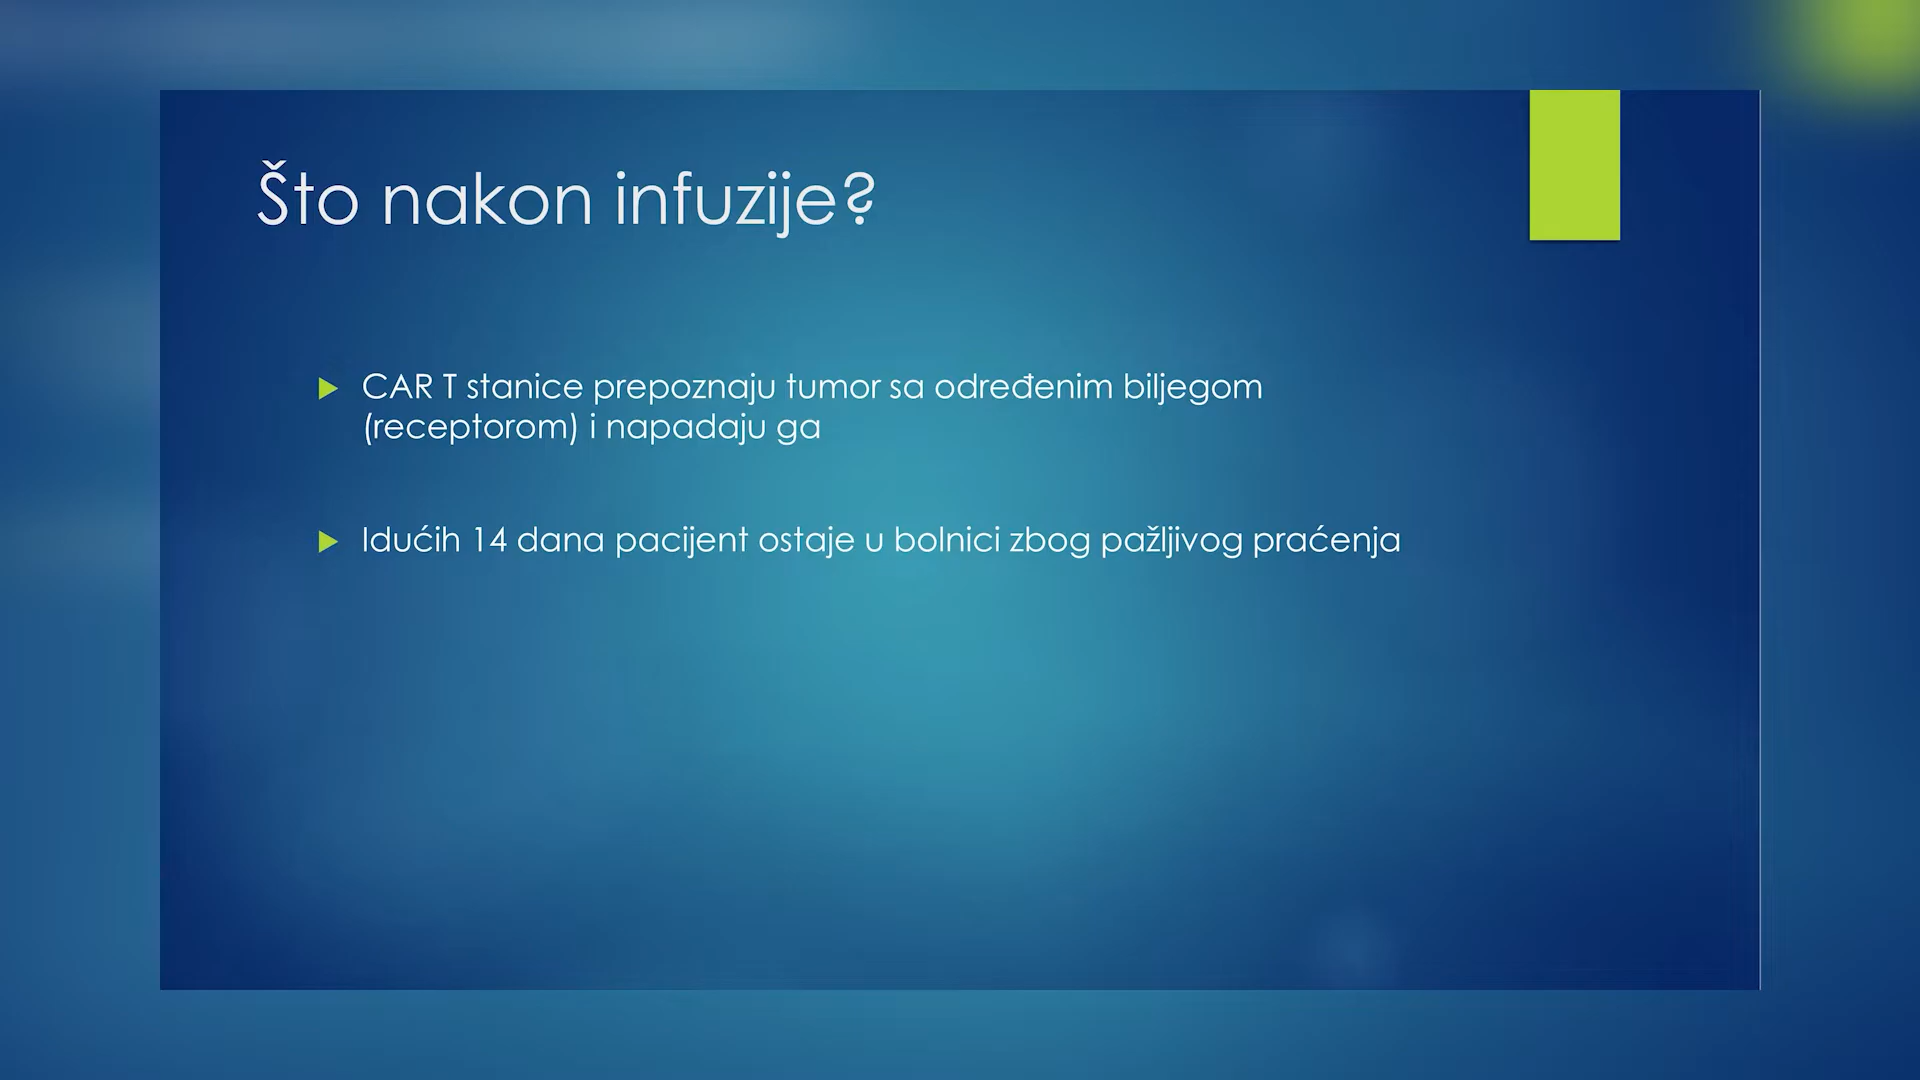 Što nakon infuzije?
CAR T stanice prepoznaju tumor sa određenim biljegom
(receptorom) i napadaju ga
Idućih 14 dana pacijent ostaje u bolnici zbog pažljivog praćenja